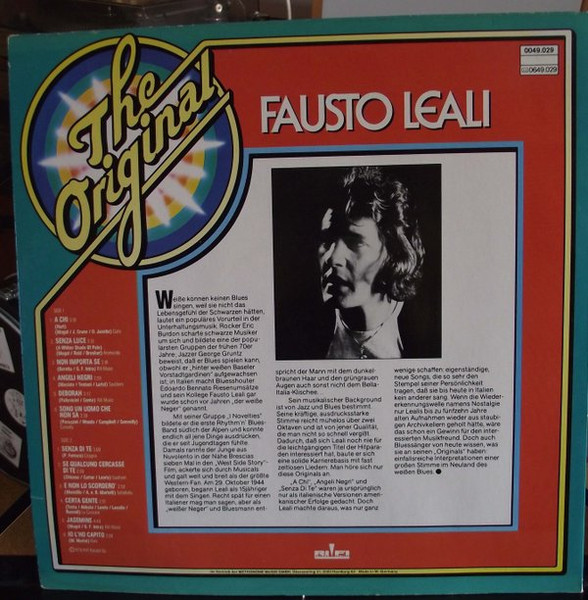 The
Original
FAUSTO LEALI
0049.029
0649.029
SIDE 1
A CHI
SENZA LUCE
(A Whiter Shade Of Pale)
NON IMPORTA SE
ANGELI NEGRI
DEBORAH
SONO UN UOMO CHE
NON SA
SIDE 2
SENZA DI TE
SE QUALCUNO CERCASSE
DI TE
E NON LO SCORDERO
CERTA GENTE
JASDEMINE
IO L'HO CAPITO
Weiße können keinen Blues
singen, weil sie nicht das
Lebensgefühl der Schwarzen hätten,
lautet ein populäres Vorurteil in der
Unterhaltungsmusik. Rocker Eric
Burdon scharte schwarze Musiker
um sich und bildete eine der popu-
lärsten Gruppen der frühen 70er
Jahre; Jazzer George Gruntz
beweist, daß er Blues spielen kann,
obwohl er „hinter weißen Baseler
Vorstadtgardinen" aufgewachsen
ist; in Italien macht Bluesshouter
Edoardo Bennato Riesenumsätze
und sein Kollege Fausto Leali gar
wurde schon vor Jahren „der weiße
Neger" genannt.
Mit seiner Gruppe „I Novelties"
bildete er die erste Rhythm n' Blues-
Band südlich der Alpen und konnte
endlich all jene Dinge ausdrücken,
die er seit Jugendtagen fühlte.
Damals rannte der Junge aus
Nuvolento in der Nähe Brescias
sieben Mal in den „West Side Story"
Film, ackerte sich durch Musicals
und galt weit und breit als der größte
Western-Fan. Am 29. Oktober 1944
geboren, begann Leali als 15jähriger
mit dem Singen. Recht spät für einen
Italiener mag man sagen, aber als
„weißer Neger" und Bluesmann ent-
spricht der Mann mit dem dunkel-
braunen Haar und den grüngrauen
Augen auch sonst nicht dem Bella-
Italia-Klischee.
Sein musikalischer Background
ist von Jazz und Blues bestimmt.
Seine kräftige, ausdrucksstarke
Stimme reicht mühelos über zwei
Oktaven und ist von jener Qualität,
die man nicht so schnell vergißt.
Dadurch, daß sich Leali noch nie für
die leichtgängigen Titel der Hitpara-
den interessiert hat, baute er sich
eine solide Karrierebasis mit fast
zeitlosen Liedern. Man höre sich nur
diese Originals an.
„A Chi", „Angeli Negri" und
„Senza Di Te" waren ja ursprünglich
nur als italienische Versionen ameri-
kanischer Erfolge gedacht. Doch
Leali machte daraus, was nur ganz
wenige schaffen: eigenständige,
neue Songs, die so sehr den
Stempel seiner Persönlichkeit
tragen, daß sie bis heute in Italien
kein anderer sang. Wenn die Wieder-
erkennungswelle namens Nostalgie
nur Lealis bis zu fünfzehn Jahre
alten Aufnahmen wieder aus staubi-
gen Archivkellern geholt hätte, wäre
das schon ein Gewinn für den inter-
essierten Musikfreund. Doch auch
Bluessänger von heute wissen, was
sie an seinen „Originals" haben:
einfallsreiche Interpretationen einer
großen Stimme im Neuland des
weißen Blues.